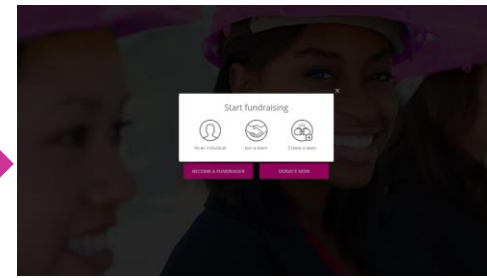 ×
Start fundraising
As an individual Join a team Create a team
BECOME A FUNDRAISER DONATE NOW